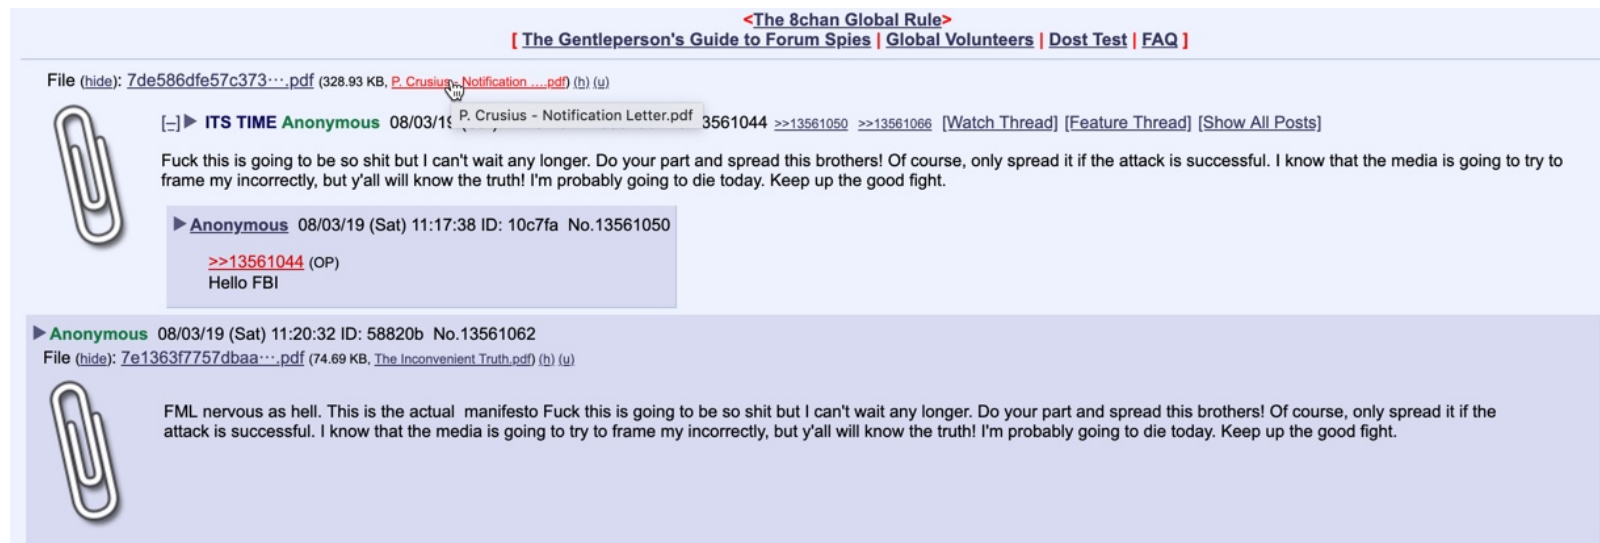 <The 8chan Global Rule>
[ The Gentleperson's Guide to Forum Spies | Global Volunteers | Dost Test | FAQ ]
File (hide): 7de586dfe57c373···.pdf (328.93 KB, P. Crusius - Notification ....pdf) (h) (u)
P. Crusius - Notification Letter.pdf
[–] ▶ ITS TIME Anonymous 08/03/19 3561044 >>13561050 >>13561066 [Watch Thread] [Feature Thread] [Show All Posts]
Fuck this is going to be so shit but I can't wait any longer. Do your part and spread this brothers! Of course, only spread it if the attack is successful. I know that the media is going to try to
frame my incorrectly, but y'all will know the truth! I'm probably going to die today. Keep up the good fight.
▶ Anonymous 08/03/19 (Sat) 11:17:38 ID: 10c7fa No.13561050
>>13561044 (OP)
Hello FBI
▶ Anonymous 08/03/19 (Sat) 11:20:32 ID: 58820b No.13561062
File (hide): 7e1363f7757dbaa···.pdf (74.69 KB, The Inconvenient Truth.pdf) (h) (u)
FML nervous as hell. This is the actual manifesto Fuck this is going to be so shit but I can't wait any longer. Do your part and spread this brothers! Of course, only spread it if the
attack is successful. I know that the media is going to try to frame my incorrectly, but y'all will know the truth! I'm probably going to die today. Keep up the good fight.